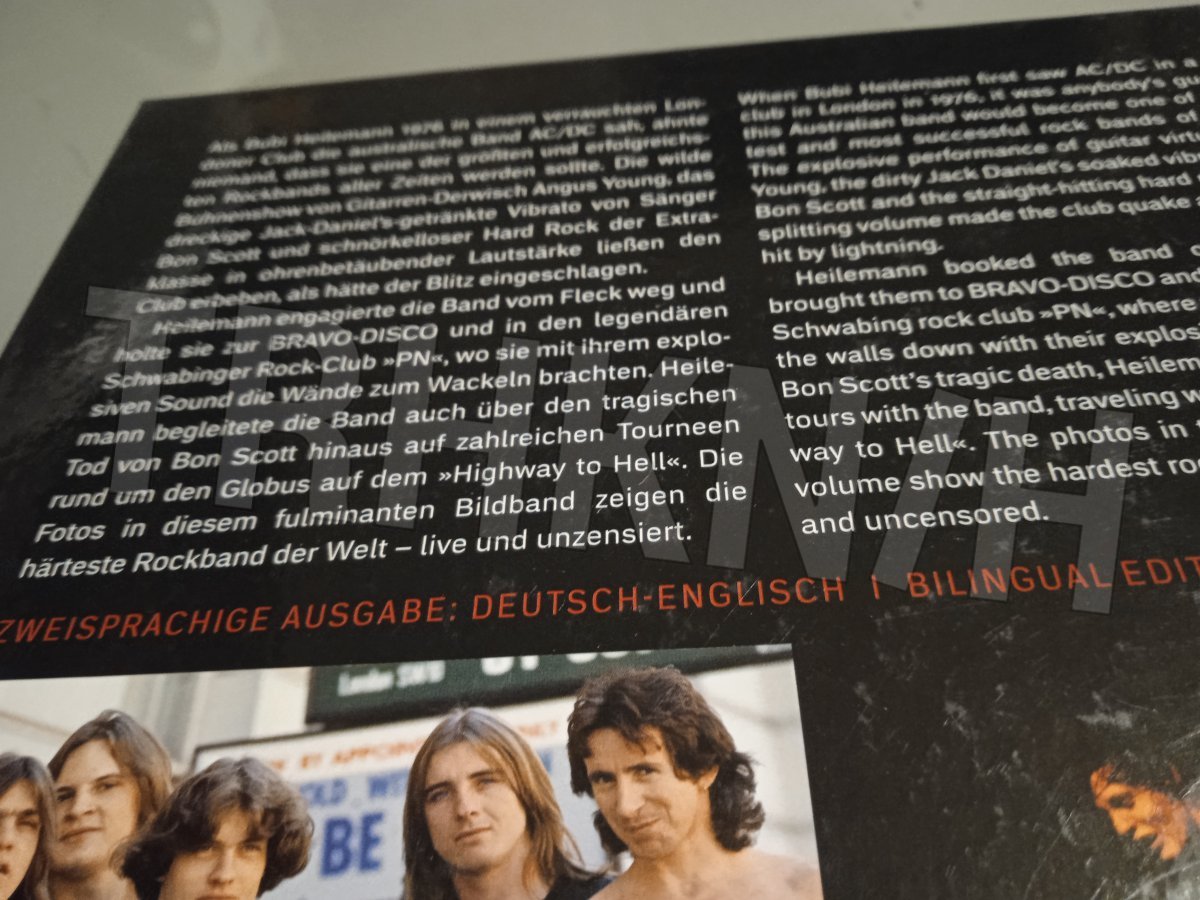 Als Bubi Heilemann 1976 in einem verrauchten Lon-
doner Club die australische Band AC/DC sah, ahnte
niemand, dass sie eine der größten und erfolgreichs-
ten Rockbands aller Zeiten werden sollte. Die wilde
Bühnenshow von Gitarren-Derwisch Angus Young, das
dreckige Jack-Daniel's-getränkte Vibrato von Sänger
Bon Scott und schnörkelloser Hard Rock der Extra-
klasse in ohrenbetäubender Lautstärke ließen den
Club erbeben, als hätte der Blitz eingeschlagen.
Heilemann engagierte die Band vom Fleck weg und
holte sie zur BRAVO-DISCO und in den legendären
Schwabinger Rock-Club »PN«, wo sie mit ihrem explo-
siven Sound die Wände zum Wackeln brachten. Heile-
mann begleitete die Band auch über den tragischen
Tod von Bon Scott hinaus auf zahlreichen Tourneen
rund um den Globus auf dem »Highway to Hell«. Die
Fotos in diesem fulminanten Bildband zeigen die
härteste Rockband der Welt – live und unzensiert.
When Bubi Heilemann first saw AC/DC in a
club in London in 1976, it was anybody's gu
this Australian band would become one of
test and most successful rock bands of
The explosive performance of guitar virt
Young, the dirty Jack Daniel's soaked vib
Bon Scott and the straight-hitting hard
splitting volume made the club quake
hit by lightning.
Heilemann booked the band
brought them to BRAVO-DISCO and
Schwabing rock club »PN«, where
the walls down with their explos
Bon Scott's tragic death, Heilem
tours with the band, traveling w
way to Hell«. The photos in
volume show the hardest ro
and uncensored.
ZWEISPRACHIGE AUSGABE: DEUTSCH-ENGLISCH | BILINGUAL EDIT
TRHKN/H
BY APPOIN
BE